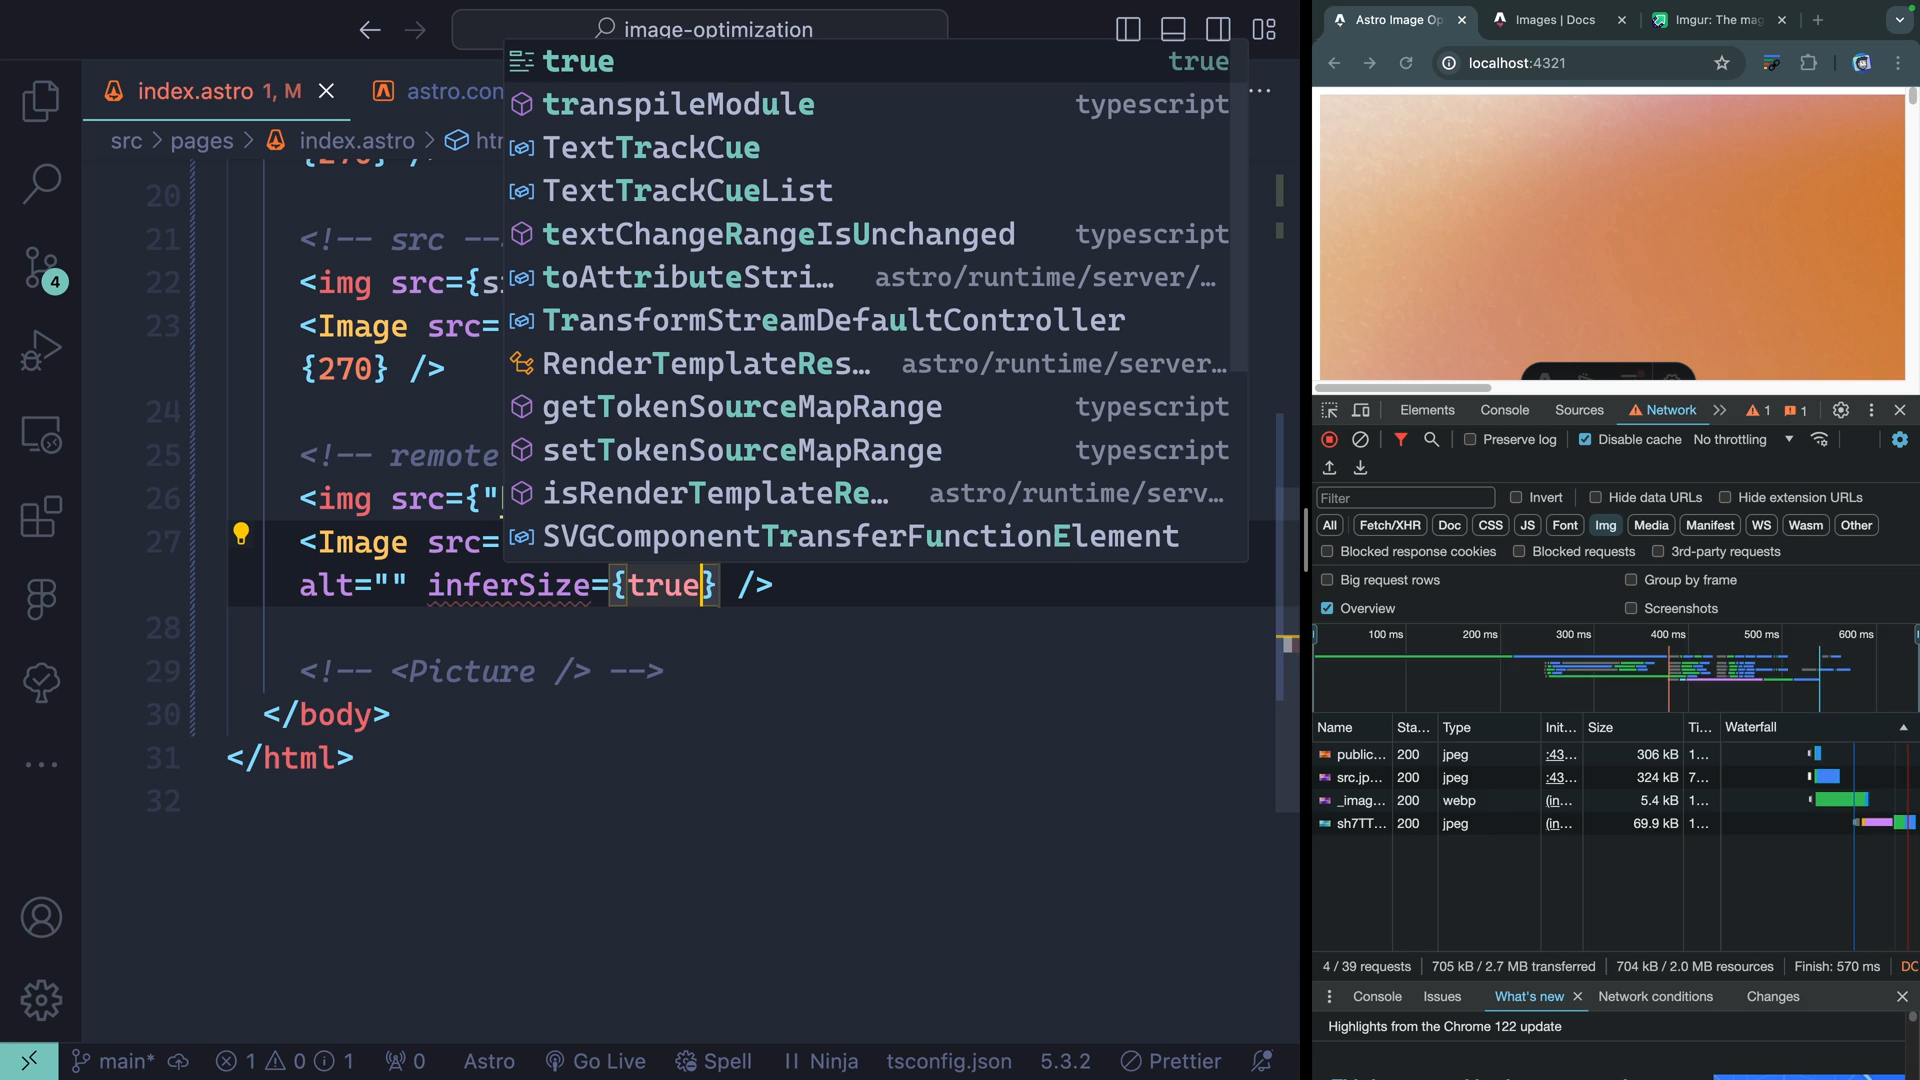 image-optimization
index.astro 1, M
astro.con
src > pages > index.astro >
true true
transpileModule typescript
TextTrackCue
TextTrackCueList
textChangeRangeIsUnchanged typescript
toAttributeStri… astro/runtime/server/…
TransformStreamDefaultController
RenderTemplateRes… astro/runtime/server…
getTokenSourceMapRange typescript
setTokenSourceMapRange typescript
isRenderTemplateRe… astro/runtime/serv…
SVGComponentTransferFunctionElement
20
21 <!-- src --
22 <img src={s
23 <Image src=
{270} />
24
25 <!-- remote
26 <img src={"
27 <Image src=
alt="" inferSize={true} />
28
29 <!-- <Picture /> -->
30 </body>
31 </html>
32
4
main* 1 0 1 0 Astro Go Live Spell Ninja tsconfig.json 5.3.2 Prettier
Astro Image Op
Images | Docs
Imgur: The mag
localhost:4321
Elements Console Sources Network 1 1
Preserve log Disable cache No throttling
Filter Invert Hide data URLs Hide extension URLs
All Fetch/XHR Doc CSS JS Font Img Media Manifest WS Wasm Other
Blocked response cookies Blocked requests 3rd-party requests
Big request rows Group by frame
Overview Screenshots
100 ms 200 ms 300 ms 400 ms 500 ms 600 ms
Name Sta... Type Init... Size Ti... Waterfall
public... 200 jpeg :43... 306 kB 1...
src.jp... 200 jpeg :43... 324 kB 7...
_imag... 200 webp (in... 5.4 kB 1...
sh7TT... 200 jpeg (in... 69.9 kB 1...
4 / 39 requests 705 kB / 2.7 MB transferred 704 kB / 2.0 MB resources Finish: 570 ms DC
Console Issues What's new Network conditions Changes
Highlights from the Chrome 122 update